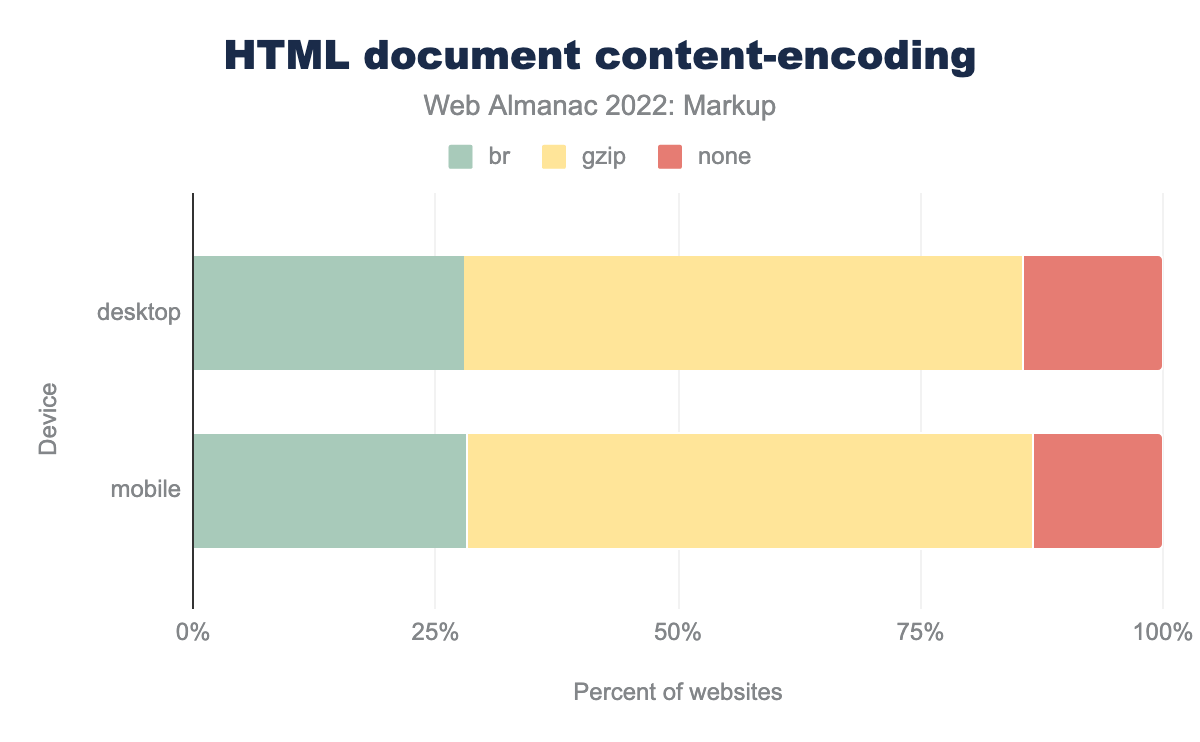 HTML document content-encoding
Web Almanac 2022: Markup
br gzip none
Device
desktop
mobile
0% 25% 50% 75% 100%
Percent of websites